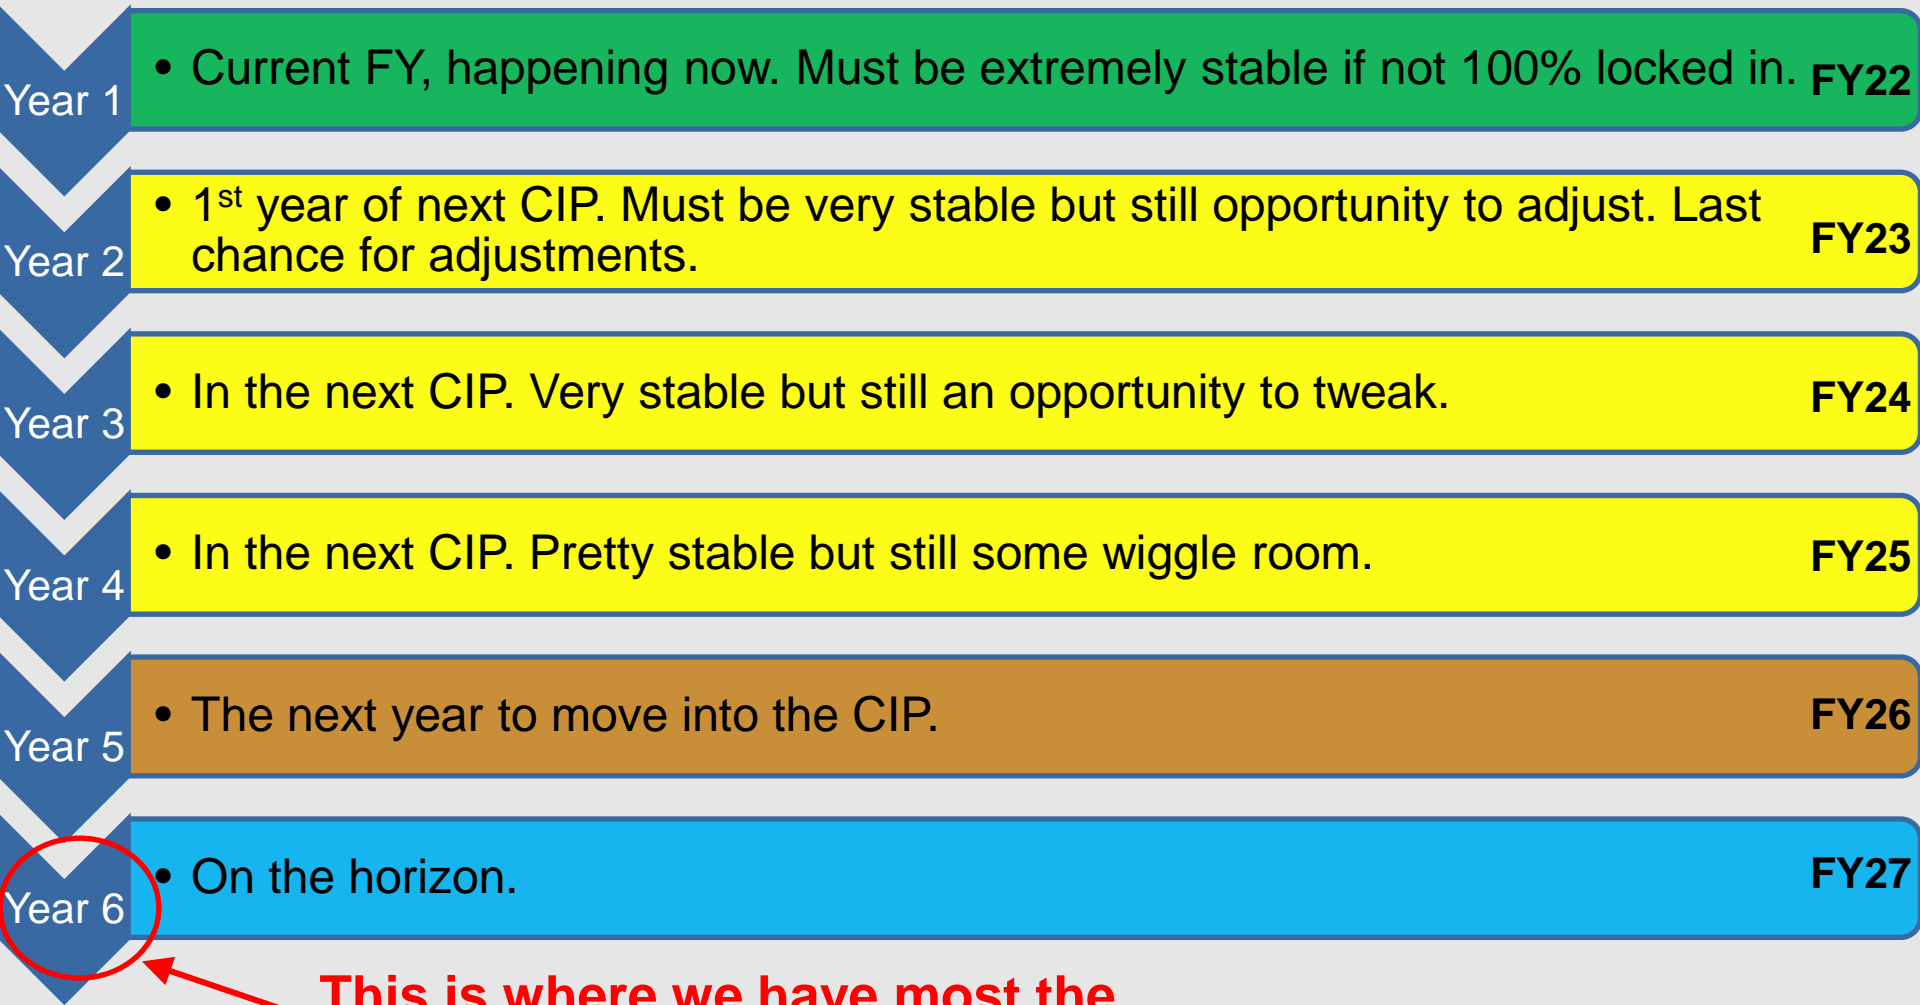 Year 1
• Current FY, happening now. Must be extremely stable if not 100% locked in.
FY22
Year 2
• 1st year of next CIP. Must be very stable but still opportunity to adjust. Last
chance for adjustments.
FY23
Year 3
• In the next CIP. Very stable but still an opportunity to tweak.
FY24
Year 4
• In the next CIP. Pretty stable but still some wiggle room.
FY25
Year 5
• The next year to move into the CIP.
FY26
Year 6
• On the horizon.
FY27
This is where we have most the